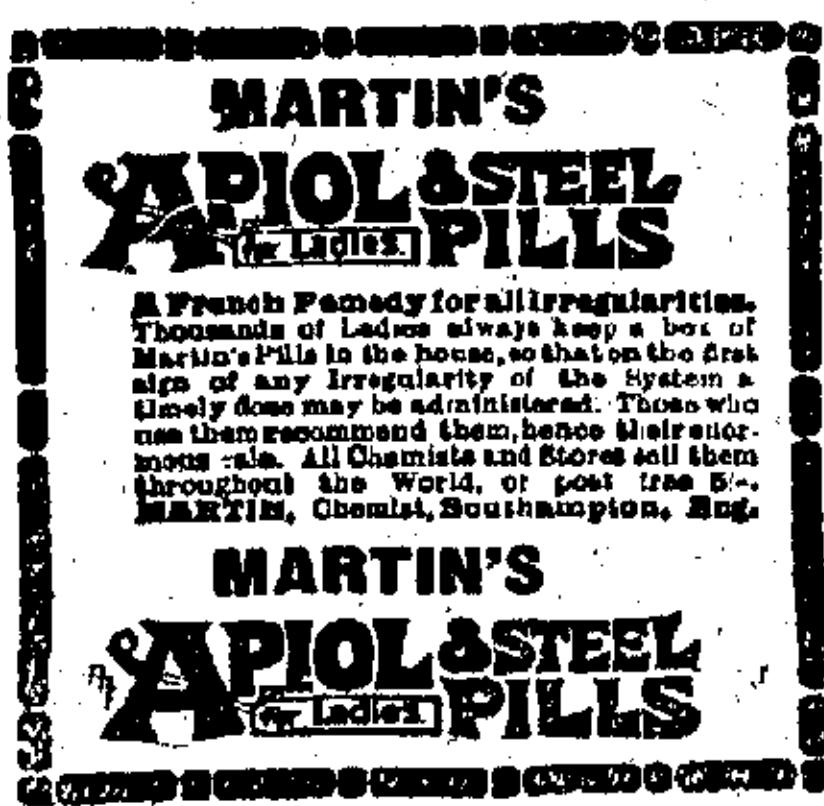 MARTIN'S
APIOL & STEEL
for Ladies. PILLS
A French Remedy for all Irregularities.
Thousands of Ladies always keep a box of
Martin's Pills in the house, so that on the first
sign of any Irregularity of the System a
timely dose may be administered. Those who
use them recommend them, hence their enor-
mous sale. All Chemists and Stores sell them
throughout the World, or post free 5/-.
MARTIN, Chemist, Southampton, Eng.
MARTIN'S
APIOL & STEEL
for Ladies. PILLS